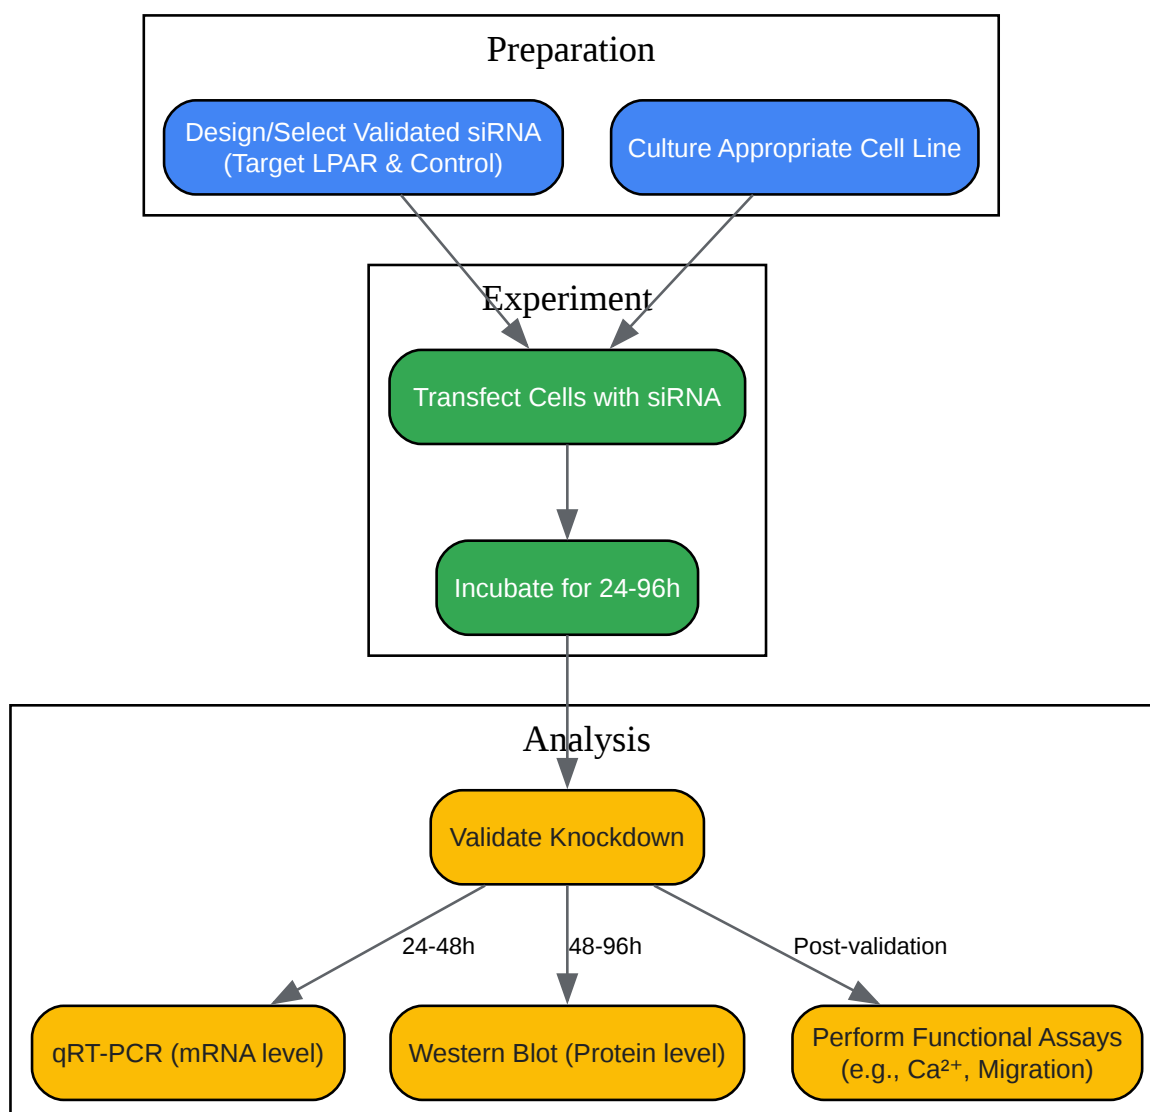 Preparation
Design/Select Validated siRNA
(Target LPAR & Control)
Culture Appropriate Cell Line
Experiment
Transfect Cells with siRNA
Incubate for 24-96h
Analysis
Validate Knockdown
24-48h
48-96h
Post-validation
qRT-PCR (mRNA level)
Western Blot (Protein level)
Perform Functional Assays
(e.g., Ca²⁺, Migration)